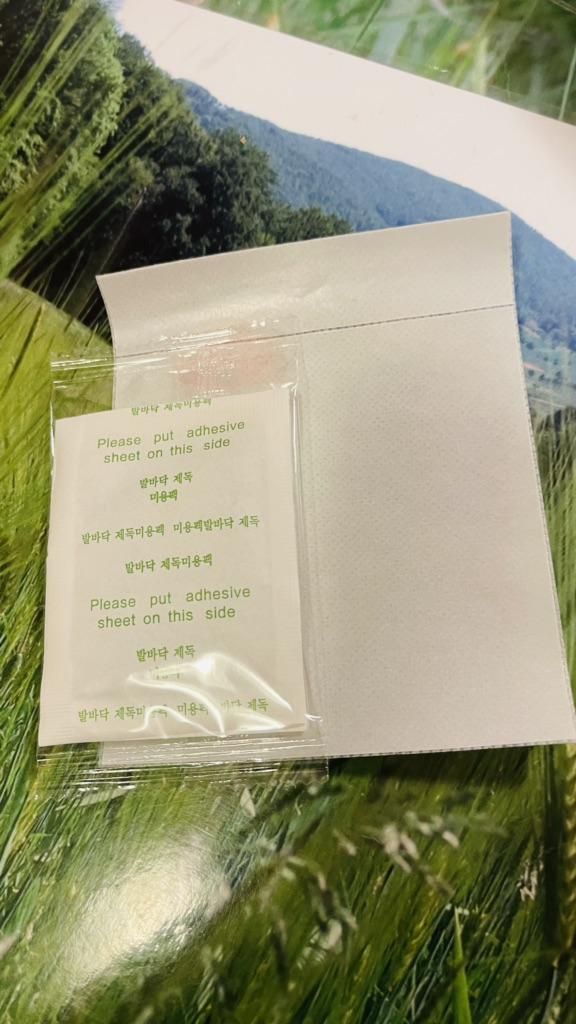 발바닥 제독미용팩
Please put adhesive
sheet on this side
발바닥 제독
미용팩
발바닥 제독미용팩 미용팩발바닥 제독
발바닥 제독미용팩
Please put adhesive
sheet on this side
발바닥 제독
발바닥 제독미용팩 미용팩발바닥 제독